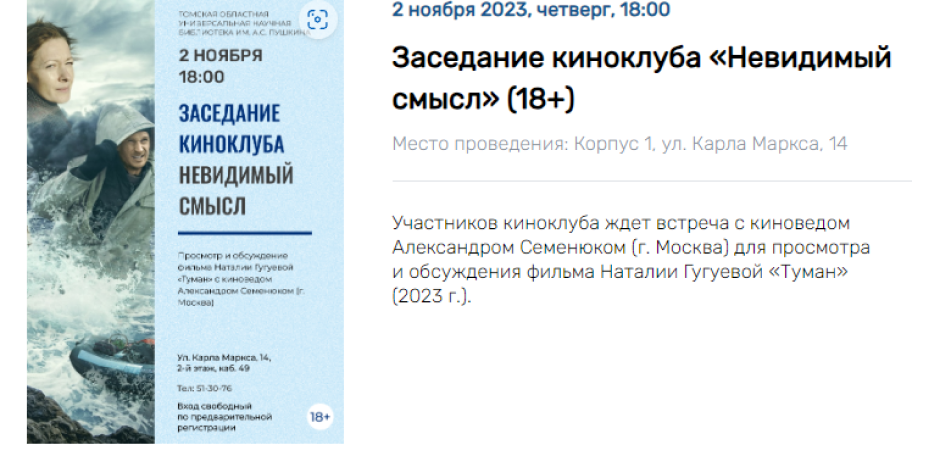 ТОМСКАЯ ОБЛАСТНАЯ
УНИВЕРСАЛЬНАЯ НАУЧНАЯ
БИБЛИОТЕКА ИМ. А.С. ПУШКИНА
2 НОЯБРЯ
18:00
ЗАСЕДАНИЕ
КИНОКЛУБА
НЕВИДИМЫЙ
СМЫСЛ
Просмотр и обсуждение
фильма Наталии Гугуевой
«Туман» с киноведом
Александром Семенюком (г.
Москва)
Ул. Карла Маркса, 14,
2-й этаж, каб. 49
Тел: 51-30-76
Вход свободный
по предварительной
регистрации
18+
2 ноября 2023, четверг, 18:00
Заседание киноклуба «Невидимый
смысл» (18+)
Место проведения: Корпус 1, ул. Карла Маркса, 14
Участников киноклуба ждет встреча с киноведом
Александром Семенюком (г. Москва) для просмотра
и обсуждения фильма Наталии Гугуевой «Туман»
(2023 г.).